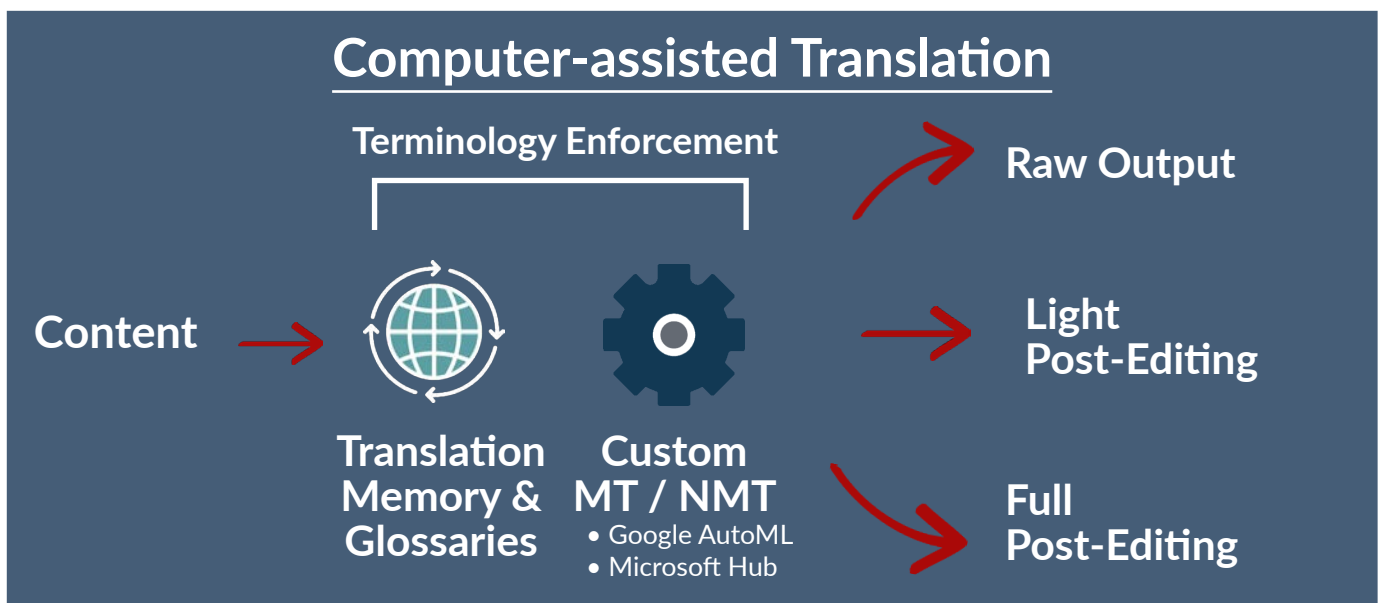 Computer-assisted Translation
Terminology Enforcement
Raw Output
Content
Light
Post-Editing
Translation
Memory &
Glossaries
Custom
MT / NMT
• Google AutoML
• Microsoft Hub
Full
Post-Editing